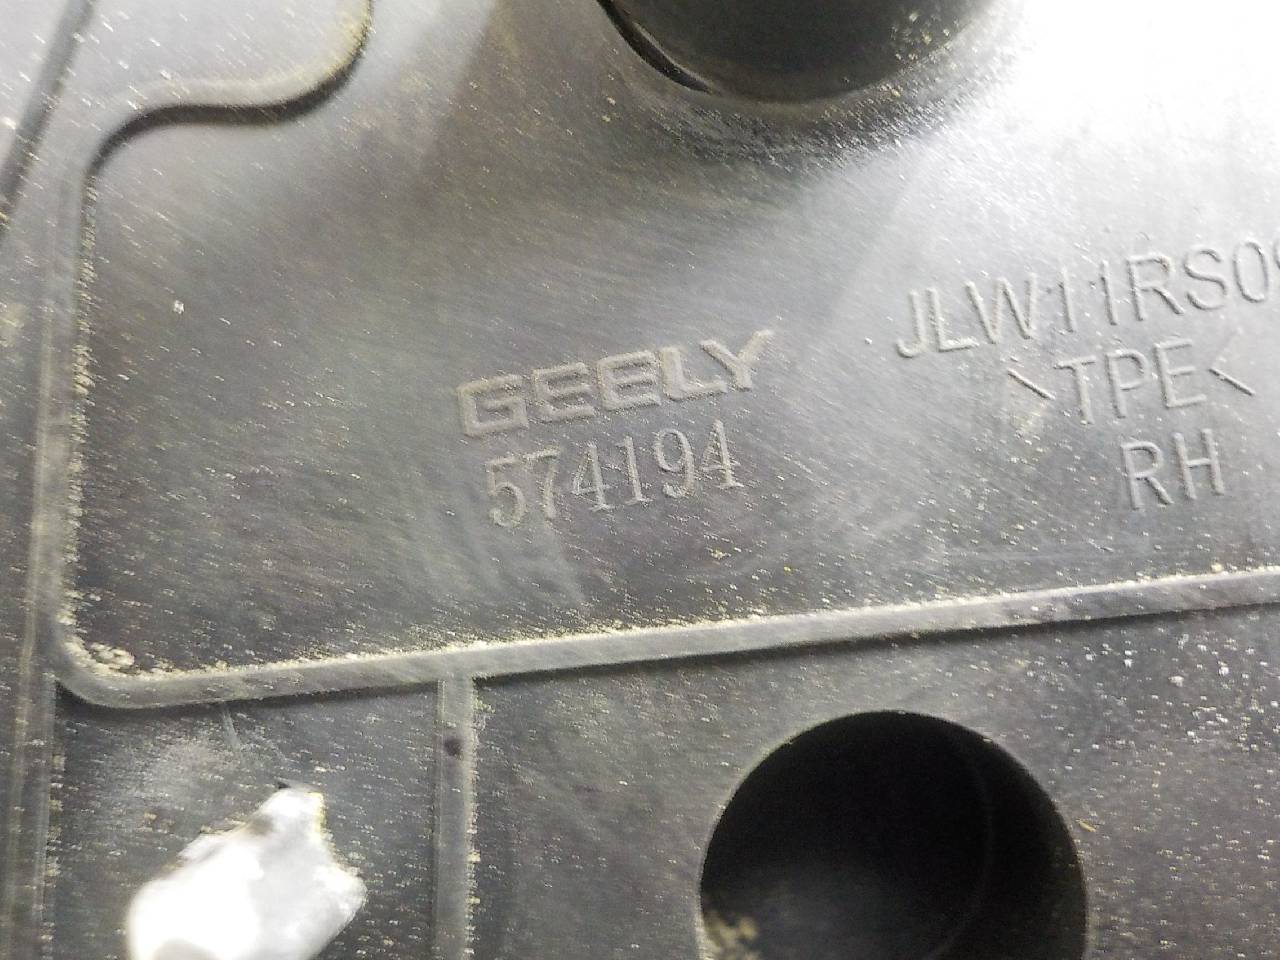 GEELY
574194
JLW11RS0
>TPE<
RH